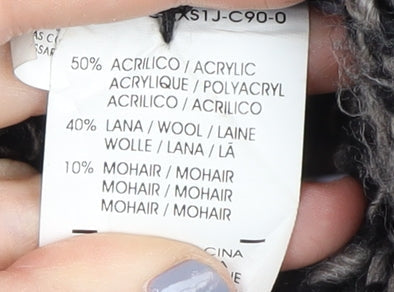 XS1J-C90-0
50% ACRILICO / ACRYLIC
ACRYLIQUE / POLYACRYL
ACRILICO / ACRILICO
40% LANA / WOOL / LAINE
WOLLE / LANA / LÃ
10% MOHAIR / MOHAIR
MOHAIR / MOHAIR
MOHAIR / MOHAIR
CINA